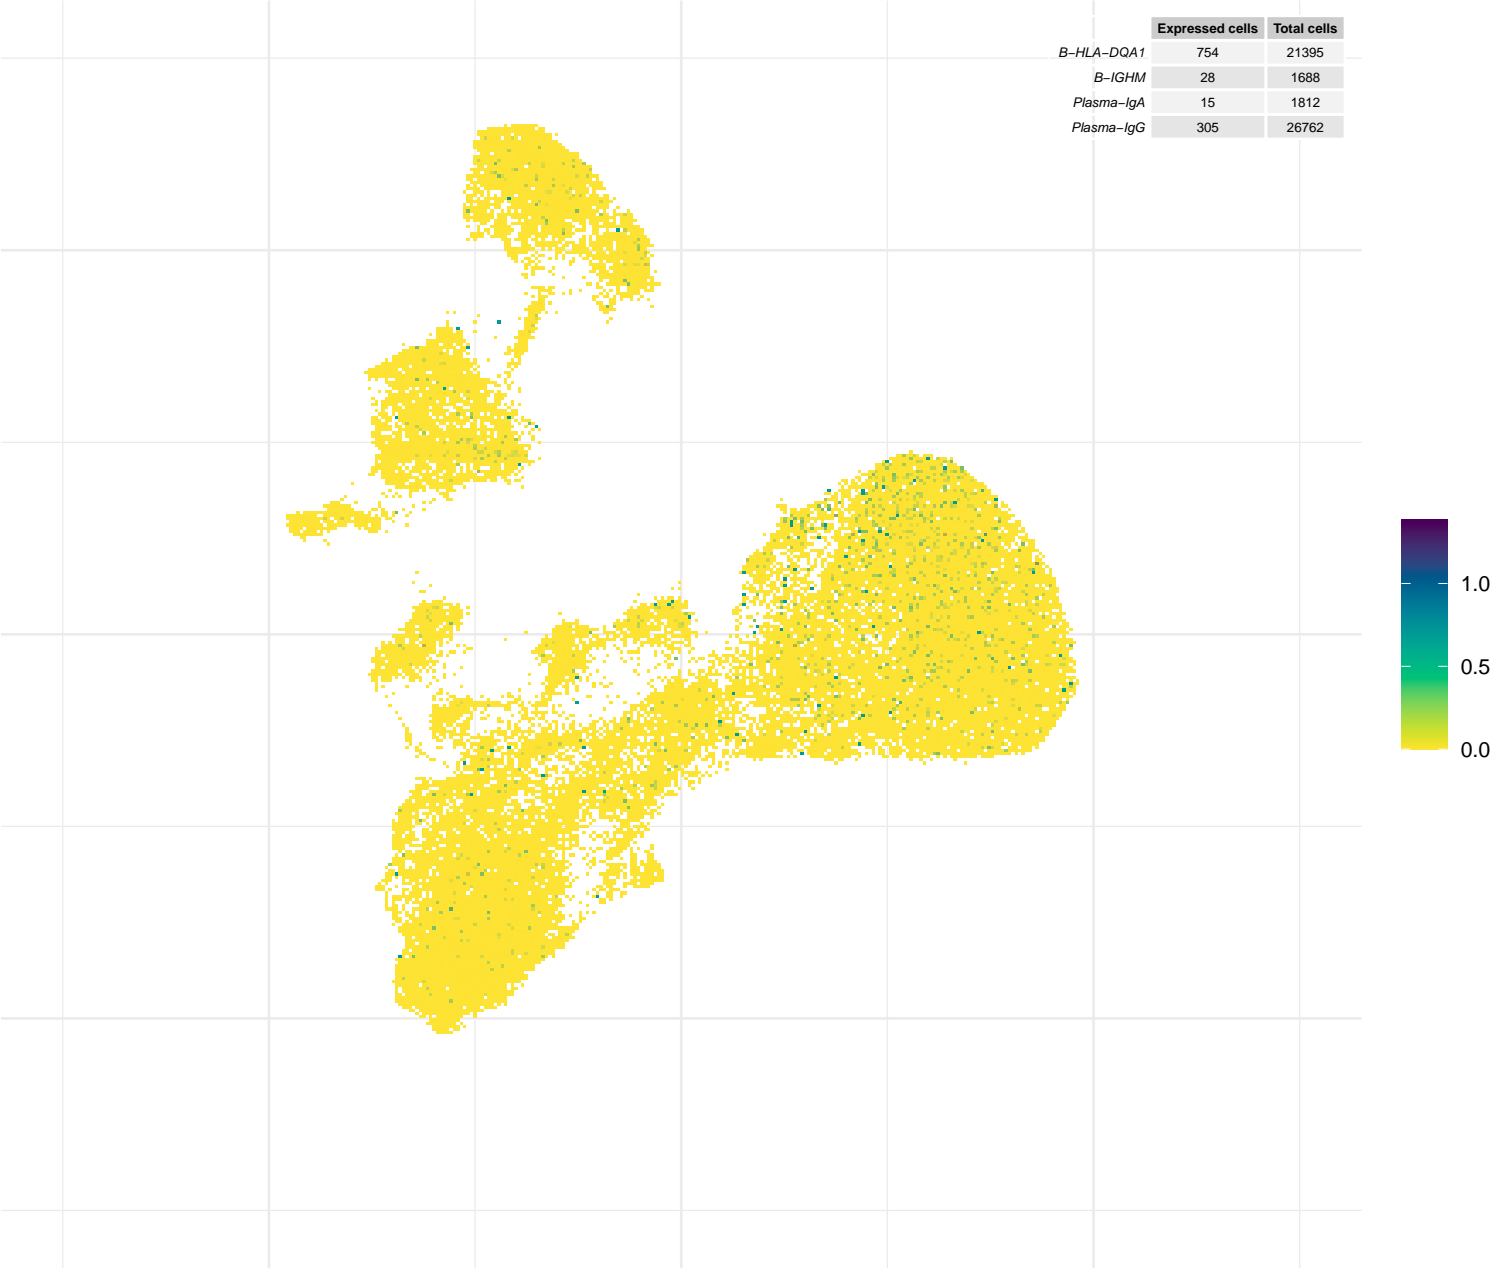 Expressed cells Total cells
B−HLA−DQA1 754 21395
B−IGHM 28 1688
Plasma−IgA 15 1812
Plasma−IgG 305 26762
1.0
0.5
0.0